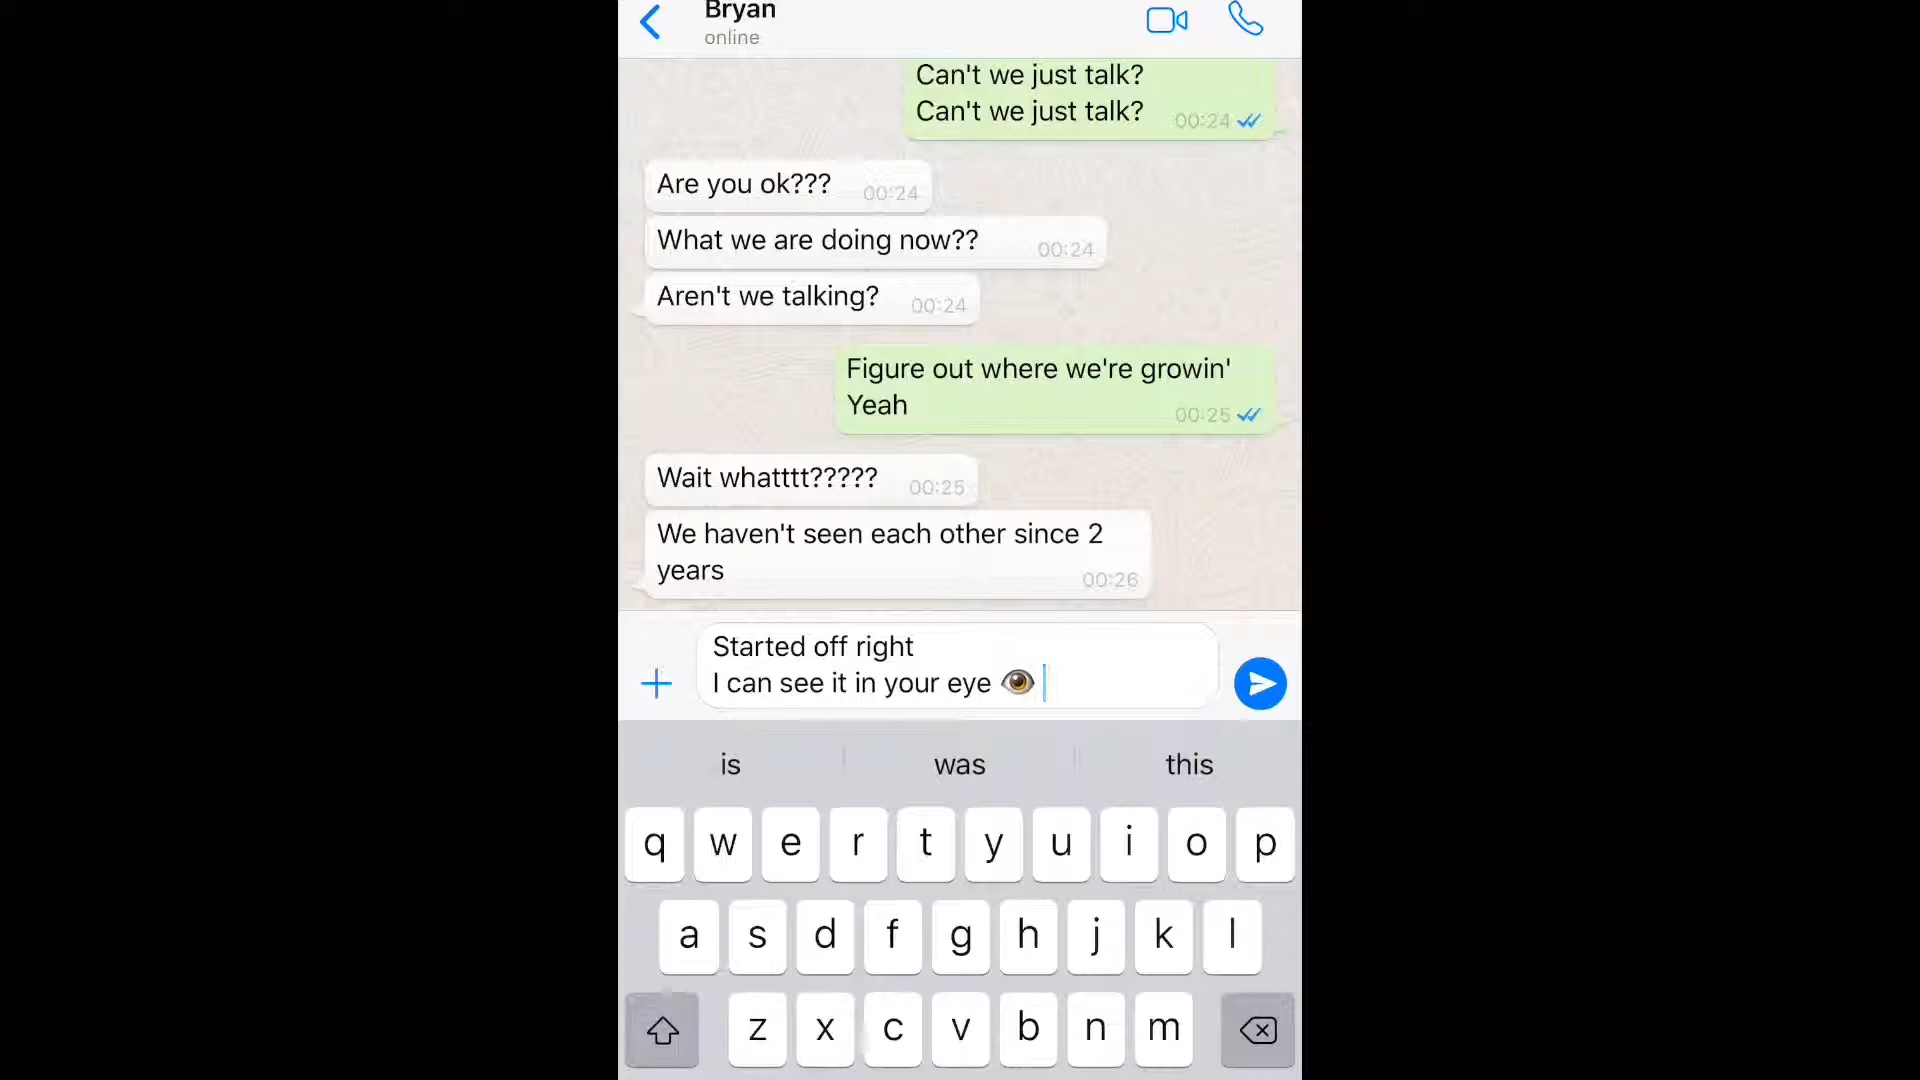 Bryan
online
Can't we just talk?
Can't we just talk?
00:24
Are you ok???
00:24
What we are doing now??
00:24
Aren't we talking?
00:24
Figure out where we're growin'
Yeah
00:25
Wait whatttt?????
00:25
We haven't seen each other since 2
years
00:26
Started off right
I can see it in your eye 👁
is was this
q w e r t y u i o p
a s d f g h j k l
z x c v b n m